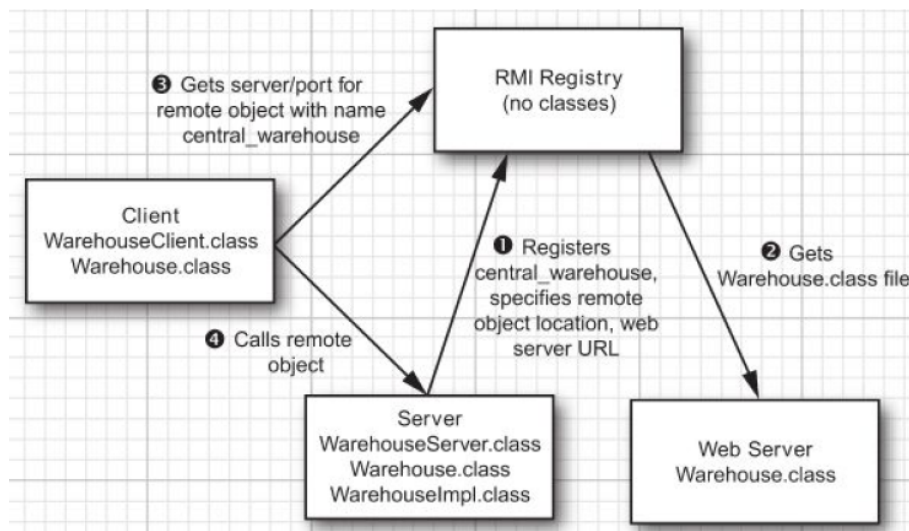 RMI Registry
(no classes)
❸ Gets server/port for
remote object with name
central_warehouse
Client
WarehouseClient.class
Warehouse.class
❶ Registers
central_warehouse,
specifies remote
object location, web
server URL
❷ Gets
Warehouse.class file
❹ Calls remote
object
Server
WarehouseServer.class
Warehouse.class
WarehouseImpl.class
Web Server
Warehouse.class